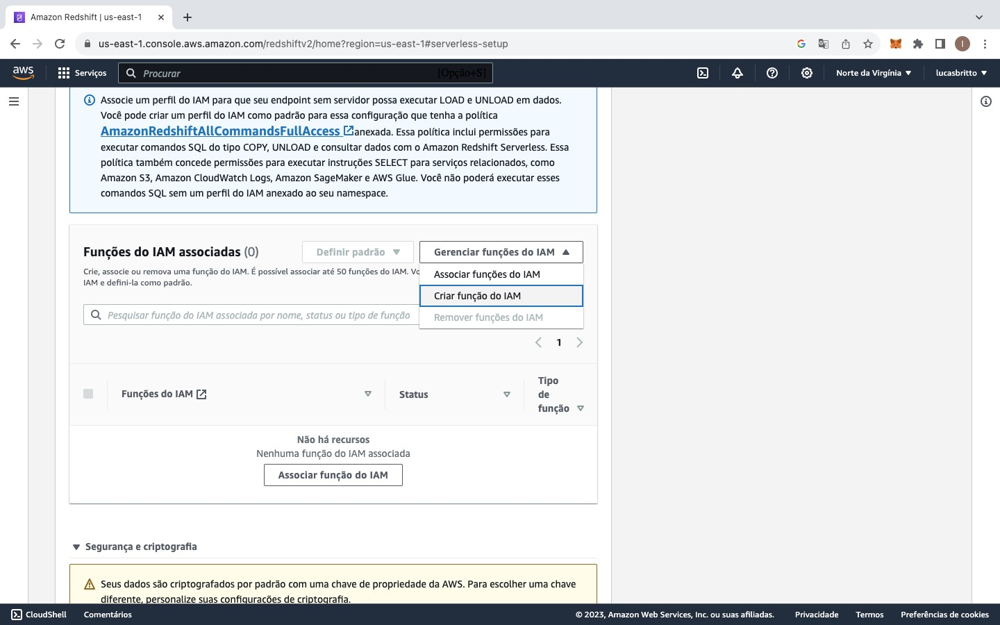 Amazon Redshift | us-east-1
us-east-1.console.aws.amazon.com/redshiftv2/home?region=us-east-1#serverless-setup
aws
Serviços
Procurar
[Opção+S]
Norte da Virgínia
lucasbritto
Associe um perfil do IAM para que seu endpoint sem servidor possa executar LOAD e UNLOAD em dados.
Você pode criar um perfil do IAM como padrão para essa configuração que tenha a política
AmazonRedshiftAllCommandsFullAccess anexada. Essa política inclui permissões para
executar comandos SQL do tipo COPY, UNLOAD e consultar dados com o Amazon Redshift Serverless. Essa
política também concede permissões para executar instruções SELECT para serviços relacionados, como
Amazon S3, Amazon CloudWatch Logs, Amazon SageMaker e AWS Glue. Você não poderá executar esses
comandos SQL sem um perfil do IAM anexado ao seu namespace.
Funções do IAM associadas (0)
Definir padrão
Gerenciar funções do IAM
Crie, associe ou remova uma função do IAM. É possível associar até 50 funções do IAM. Vo
IAM e defini-la como padrão.
Associar funções do IAM
Criar função do IAM
Remover funções do IAM
Pesquisar função do IAM associada por nome, status ou tipo de função
1
Funções do IAM
Status
Tipo
de
função
Não há recursos
Nenhuma função do IAM associada
Associar função do IAM
Segurança e criptografia
Seus dados são criptografados por padrão com uma chave de propriedade da AWS. Para escolher uma chave
diferente, personalize suas configurações de criptografia.
CloudShell
Comentários
© 2023, Amazon Web Services, Inc. ou suas afiliadas.
Privacidade
Termos
Preferências de cookies